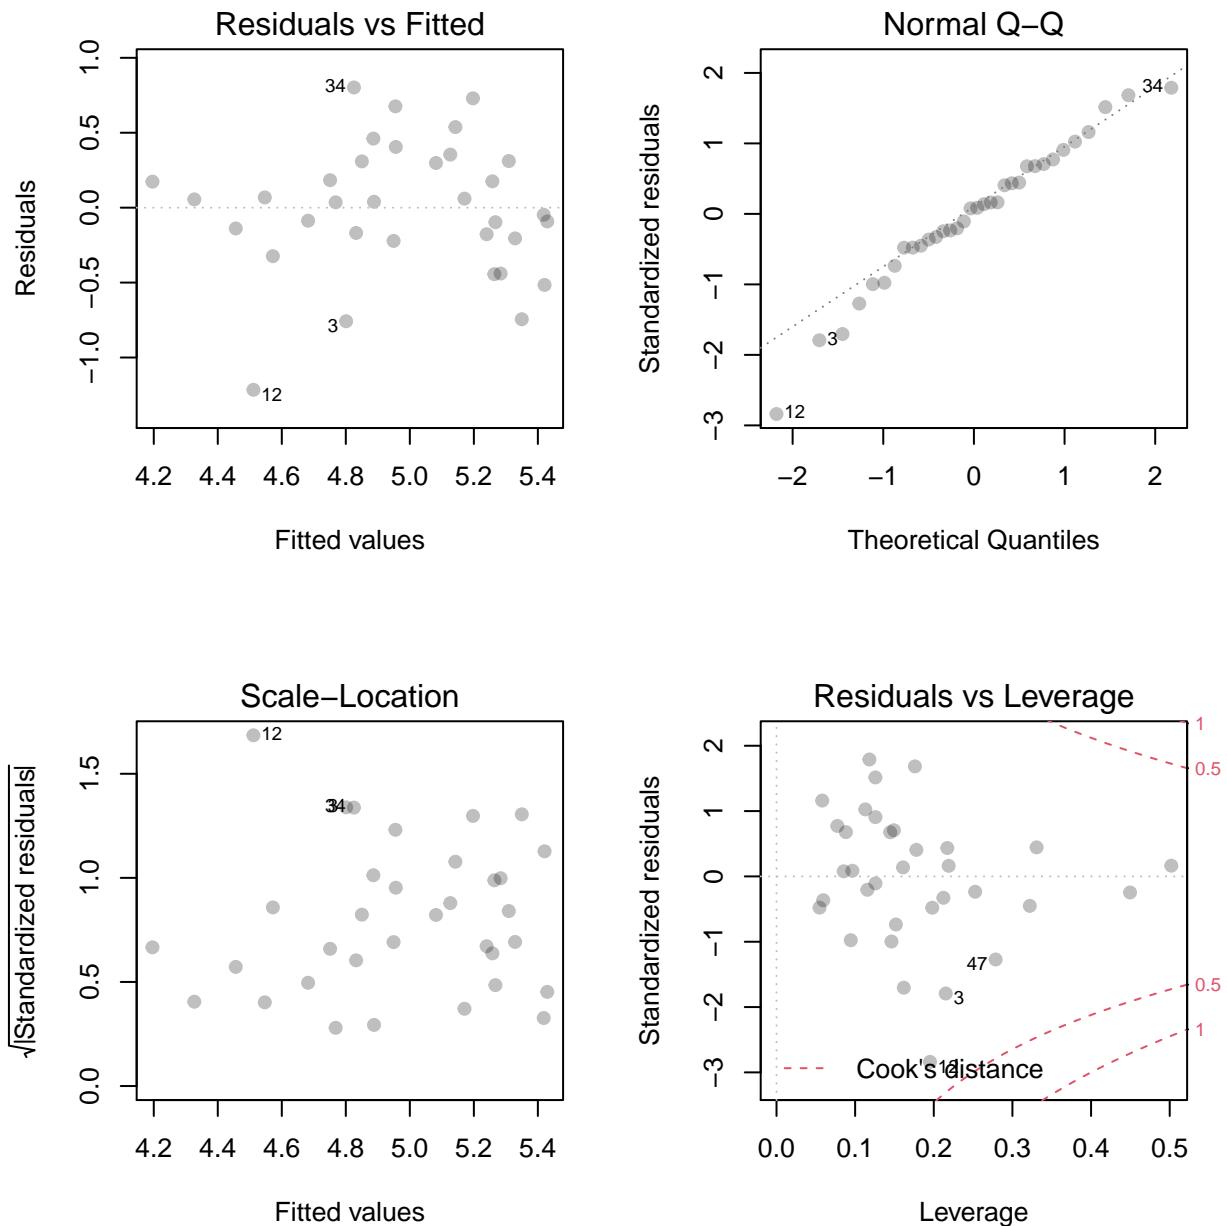 Residuals vs Fitted
Residuals
1.0
0.5
0.0
−0.5
−1.0
34
3
12
4.2 4.4 4.6 4.8 5.0 5.2 5.4
Fitted values
Normal Q−Q
Standardized residuals
2
1
0
−1
−2
−3
34
3
12
−2 −1 0 1 2
Theoretical Quantiles
Scale−Location
√|Standardized residuals|
1.5
1.0
0.5
0.0
12
3
34
4.2 4.4 4.6 4.8 5.0 5.2 5.4
Fitted values
Residuals vs Leverage
Standardized residuals
2
1
0
−1
−2
−3
1
0.5
0.5
1
47
3
12
Cook's distance
0.0 0.1 0.2 0.3 0.4 0.5
Leverage